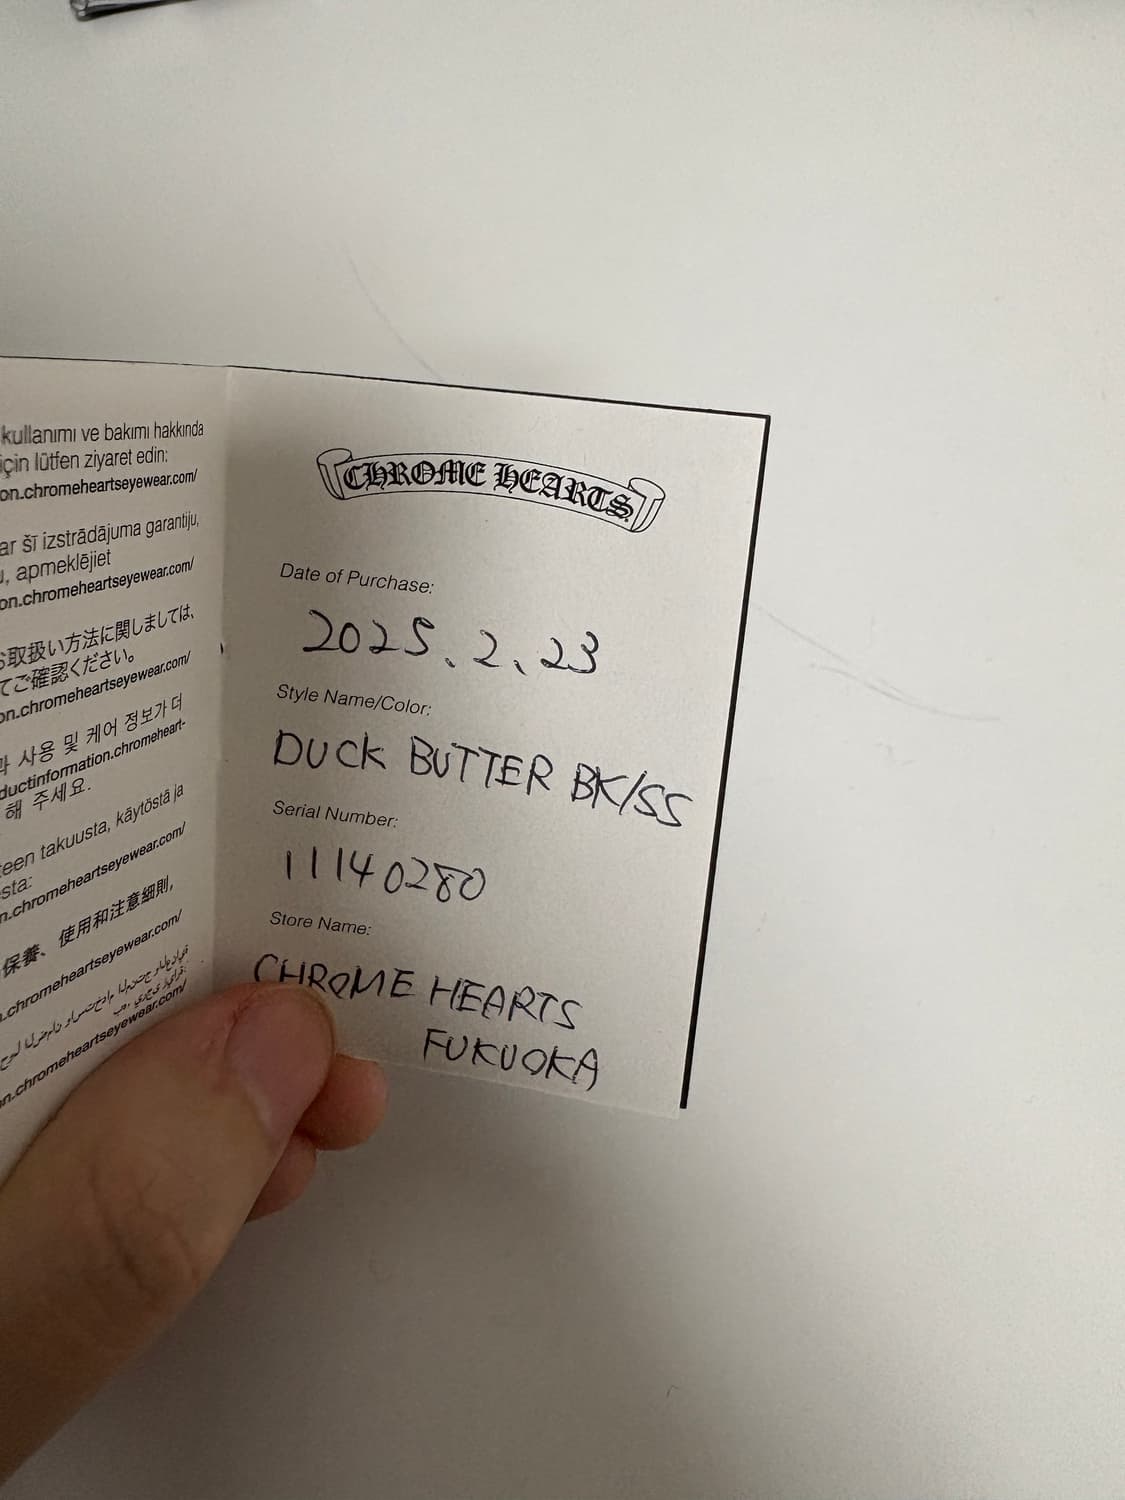 kullanımı ve bakımı hakkında
için lütfen ziyaret edin:
on.chromeheartseyewear.com/
ar šī izstrādājuma garantiju,
u, apmeklējiet
on.chromeheartseyewear.com/
取扱い方法に関しましては、
てご確認ください。
on.chromeheartseyewear.com/
사용 및 케어 정보가 더
ductinformation.chromeheart-
해 주세요.
teen takuusta, käytöstä ja
esta:
n.chromeheartseyewear.com/
保養、使用和注意細則,
.chromeheartseyewear.com/
n.chromeheartseyewear.com/
CHROME HEARTS
Date of Purchase:
2025.2.23
Style Name/Color:
DUCK BUTTER BK/SS
Serial Number:
11140280
Store Name:
CHROME HEARTS
FUKUOKA